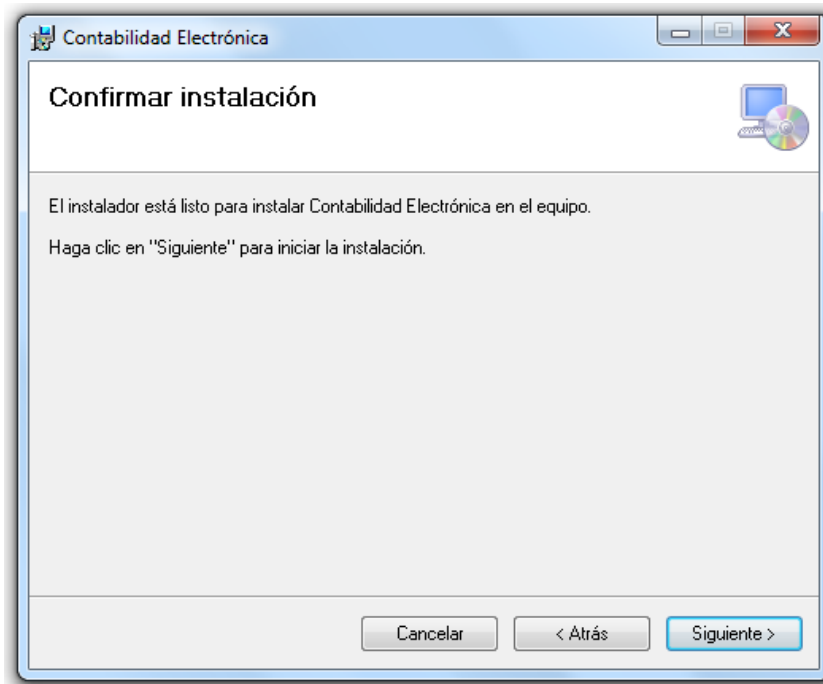 Contabilidad Electrónica
Confirmar instalación
El instalador está listo para instalar Contabilidad Electrónica en el equipo.
Haga clic en "Siguiente" para iniciar la instalación.
Cancelar
< Atrás
Siguiente >